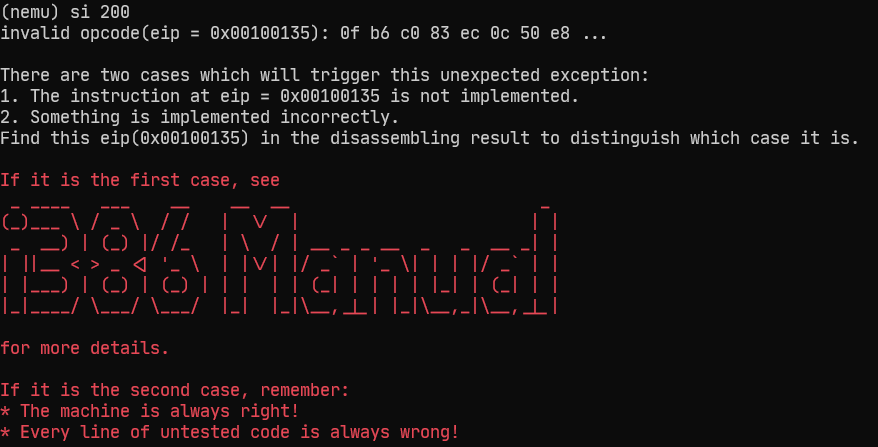 (nemu) si 200
invalid opcode(eip = 0x00100135): 0f b6 c0 83 ec 0c 50 e8 ...
There are two cases which will trigger this unexpected exception:
1. The instruction at eip = 0x00100135 is not implemented.
2. Something is implemented incorrectly.
Find this eip(0x00100135) in the disassembling result to distinguish which case it is.
If it is the first case, see
i386 Manual
for more details.
If it is the second case, remember:
* The machine is always right!
* Every line of untested code is always wrong!